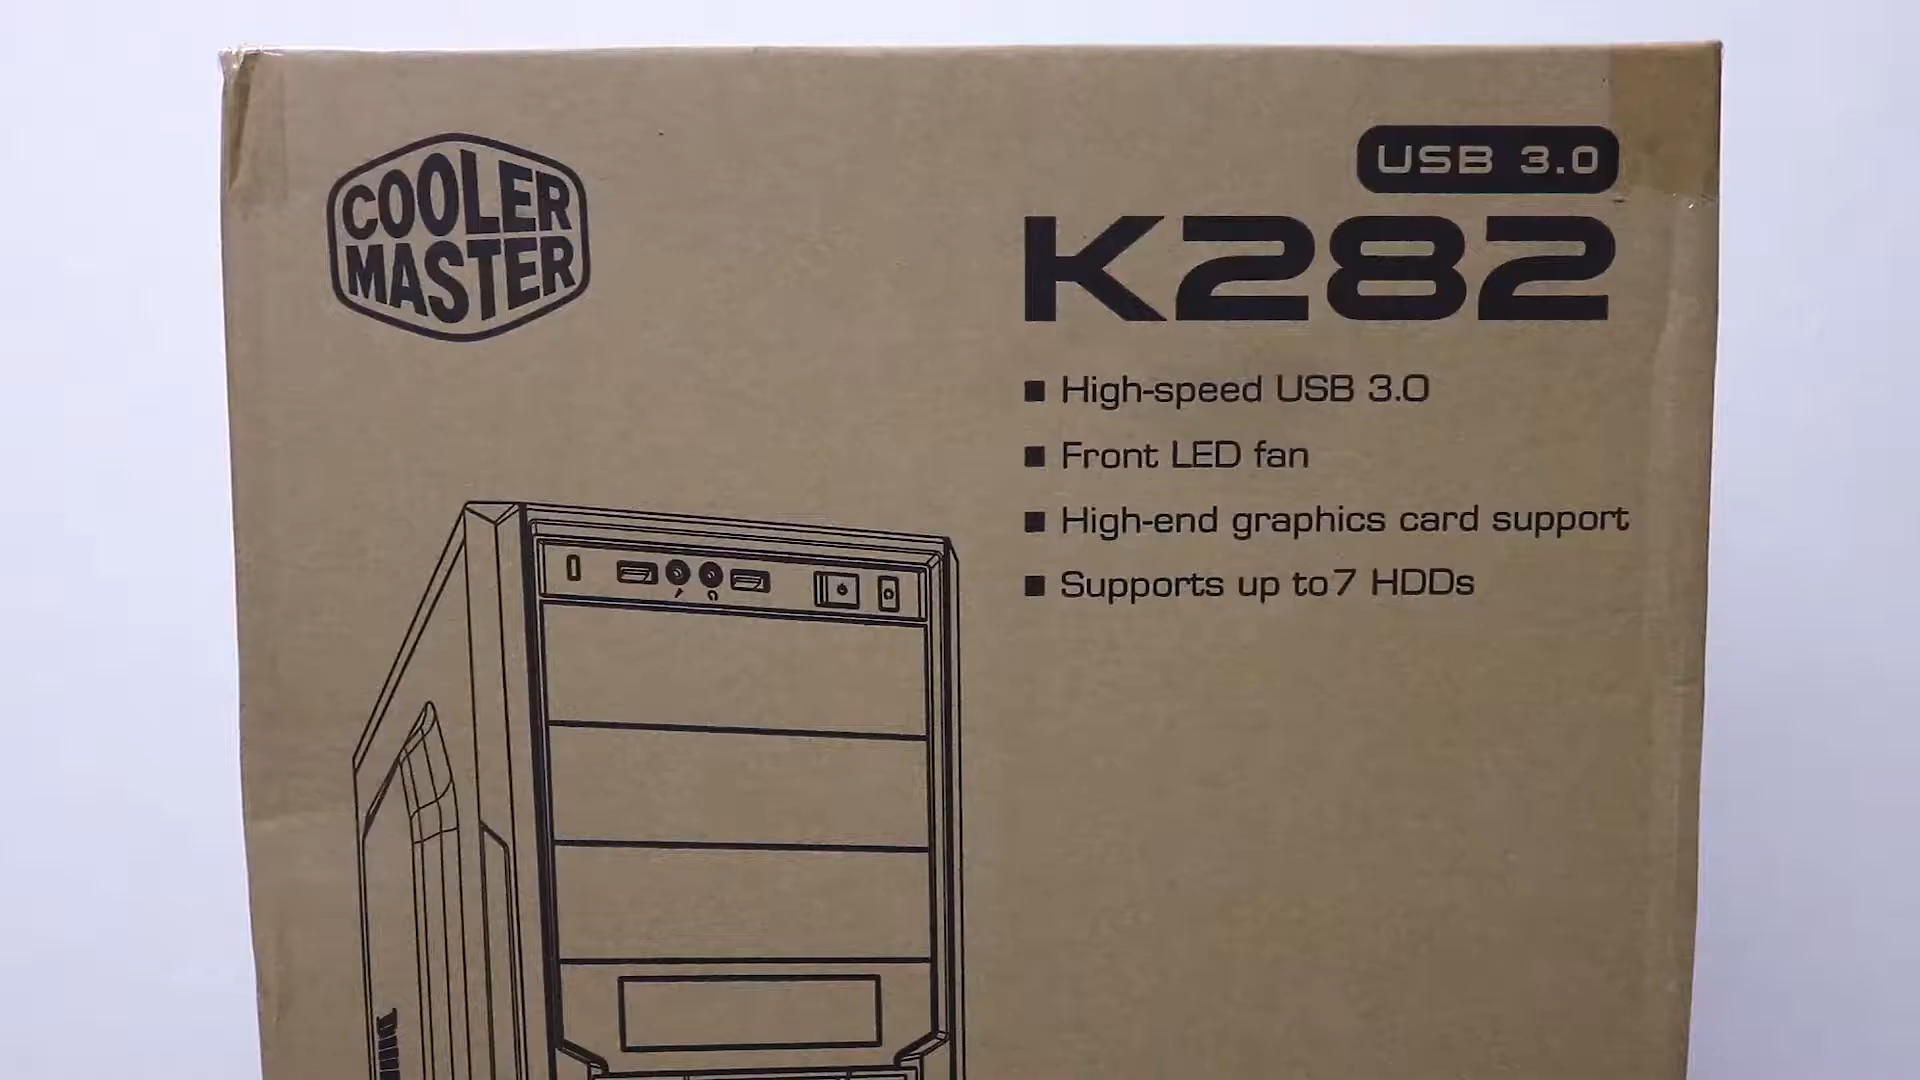 COOLER
MASTER
USB 3.0
K282
■ High-speed USB 3.0
■ Front LED fan
■ High-end graphics card support
■ Supports up to7 HDDs